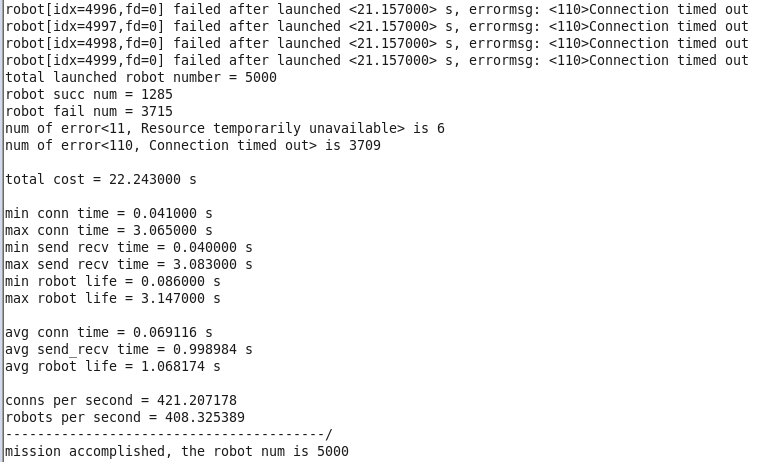 robot[idx=4996,fd=0] failed after launched <21.157000> s, errormsg: <110>Connection timed out
robot[idx=4997,fd=0] failed after launched <21.157000> s, errormsg: <110>Connection timed out
robot[idx=4998,fd=0] failed after launched <21.157000> s, errormsg: <110>Connection timed out
robot[idx=4999,fd=0] failed after launched <21.157000> s, errormsg: <110>Connection timed out
total launched robot number = 5000
robot succ num = 1285
robot fail num = 3715
num of error<11, Resource temporarily unavailable> is 6
num of error<110, Connection timed out> is 3709
total cost = 22.243000 s
min conn time = 0.041000 s
max conn time = 3.065000 s
min send recv time = 0.040000 s
max send recv time = 3.083000 s
min robot life = 0.086000 s
max robot life = 3.147000 s
avg conn time = 0.069116 s
avg send_recv time = 0.998984 s
avg robot life = 1.068174 s
conns per second = 421.207178
robots per second = 408.325389
----------------------------------------/
mission accomplished, the robot num is 5000